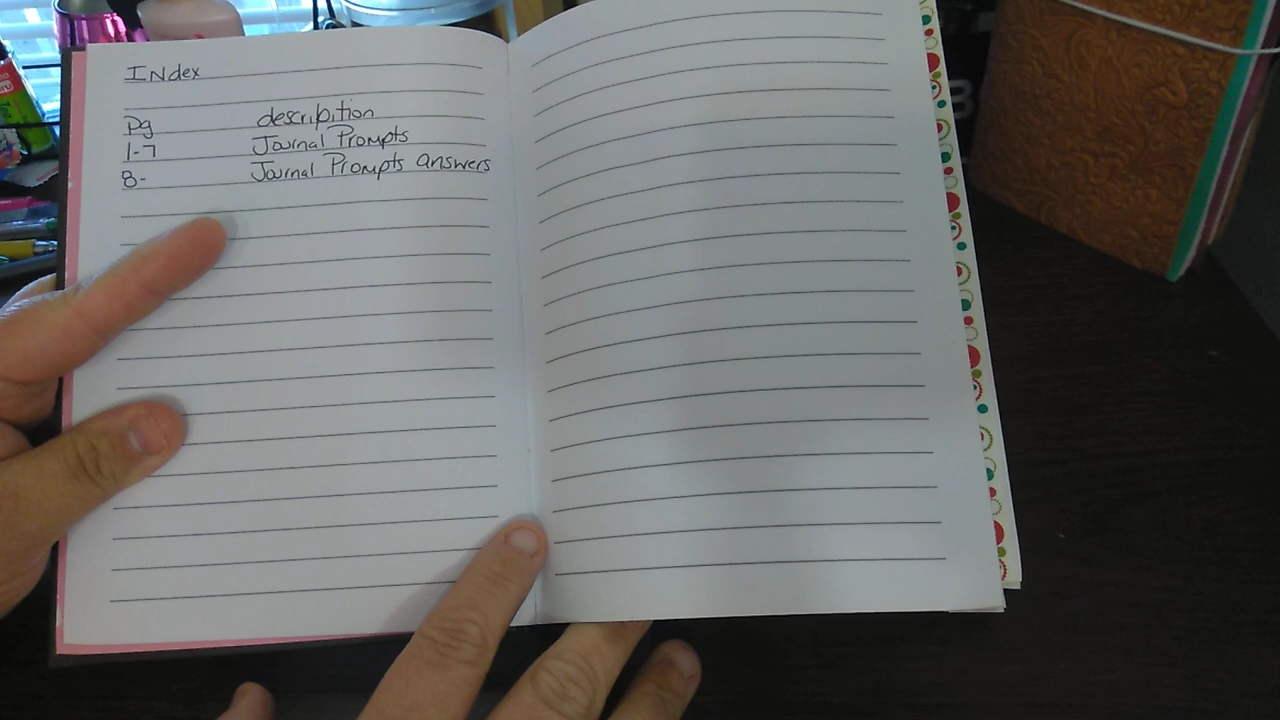 INdex
Pg description
1-7 Journal Prompts
8- Journal Prompts answers